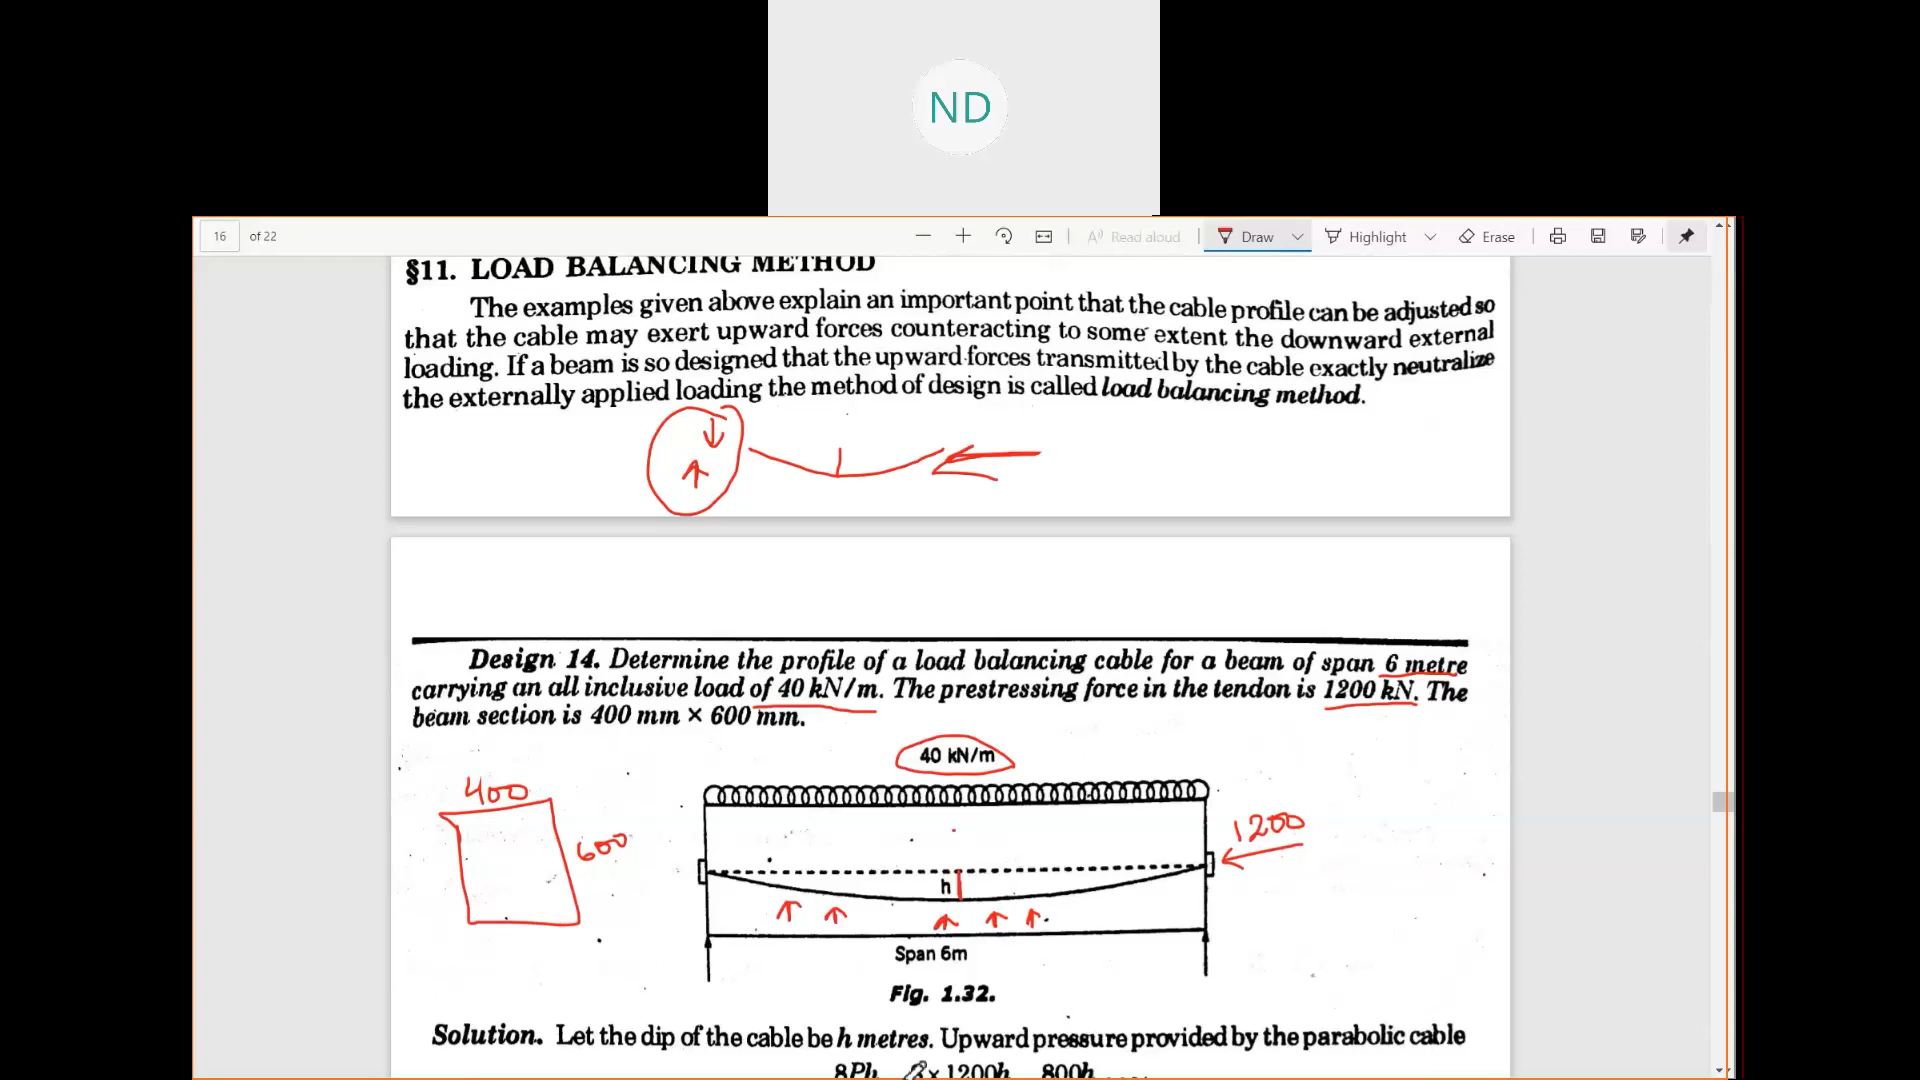 ND
16 of 22
Read aloud
Draw
Highlight
Erase
§11. LOAD BALANCING METHOD
The examples given above explain an important point that the cable profile can be adjusted so
that the cable may exert upward forces counteracting to some extent the downward external
loading. If a beam is so designed that the upward forces transmitted by the cable exactly neutralize
the externally applied loading the method of design is called load balancing method.
Design 14. Determine the profile of a load balancing cable for a beam of span 6 metre
carrying an all inclusive load of 40 kN/m. The prestressing force in the tendon is 1200 kN. The
beam section is 400 mm × 600 mm.
40 kN/m
400
600
1200
h
Span 6m
Fig. 1.32.
Solution. Let the dip of the cable be h metres. Upward pressure provided by the parabolic cable
8Ph × 1200h 800h